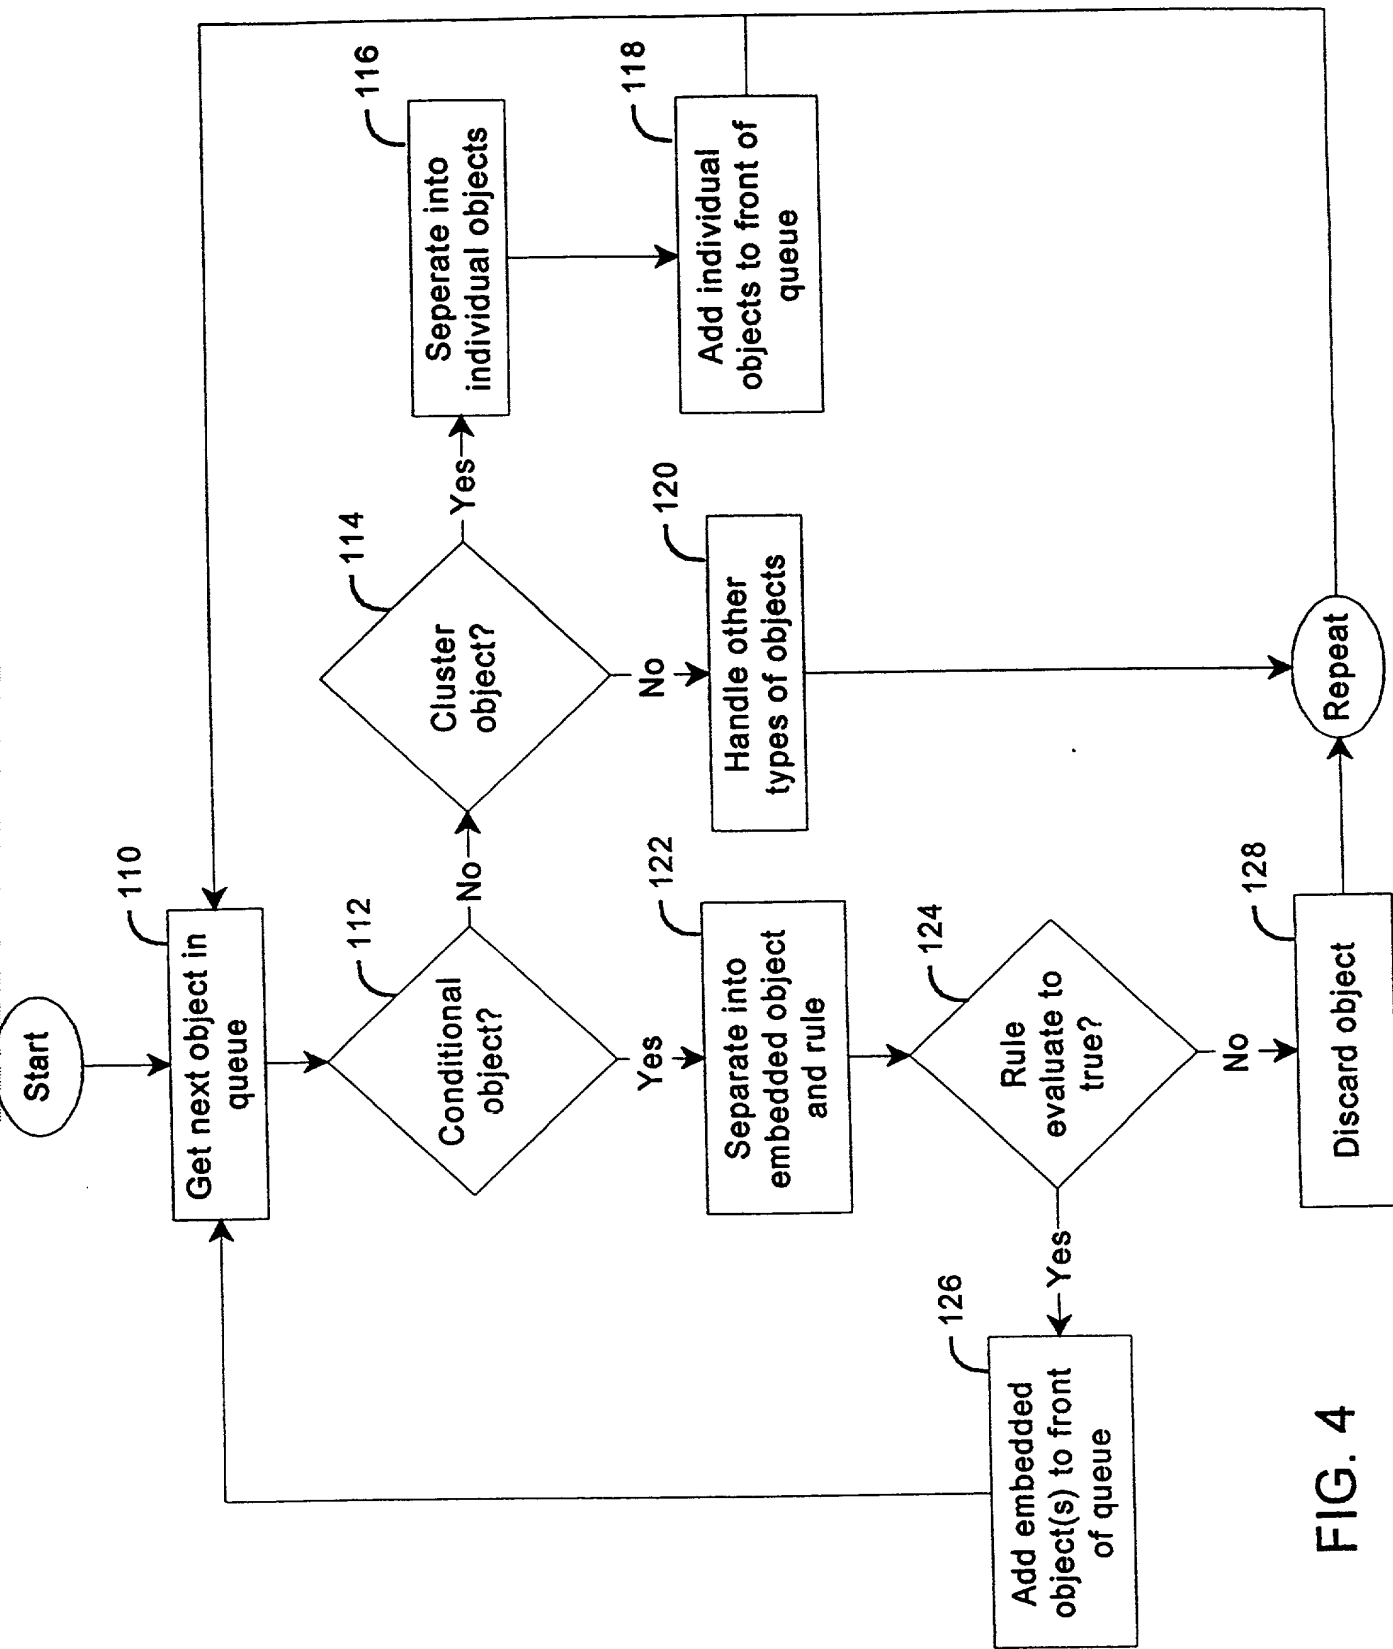 Start
110
Get next object in
queue
112
Conditional
object?
No
114
Cluster
object?
Yes
116
Seperate into
individual objects
118
Add individual
objects to front of
queue
No
120
Handle other
types of objects
Yes
122
Separate into
embedded object
and rule
124
Rule
evaluate to
true?
Yes
126
Add embedded
object(s) to front
of queue
No
128
Discard object
Repeat
FIG. 4